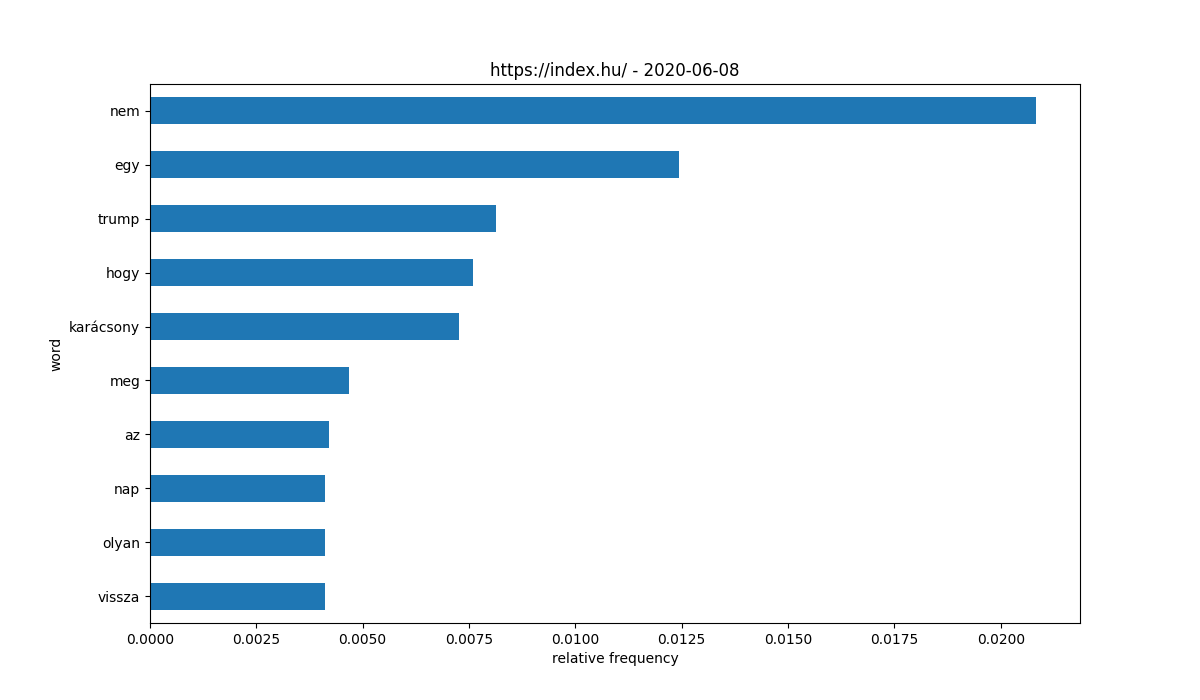 https://index.hu/ - 2020-06-08
nem
egy
trump
hogy
karácsony
meg
az
nap
olyan
vissza
word
0.0000 0.0025 0.0050 0.0075 0.0100 0.0125 0.0150 0.0175 0.0200
relative frequency